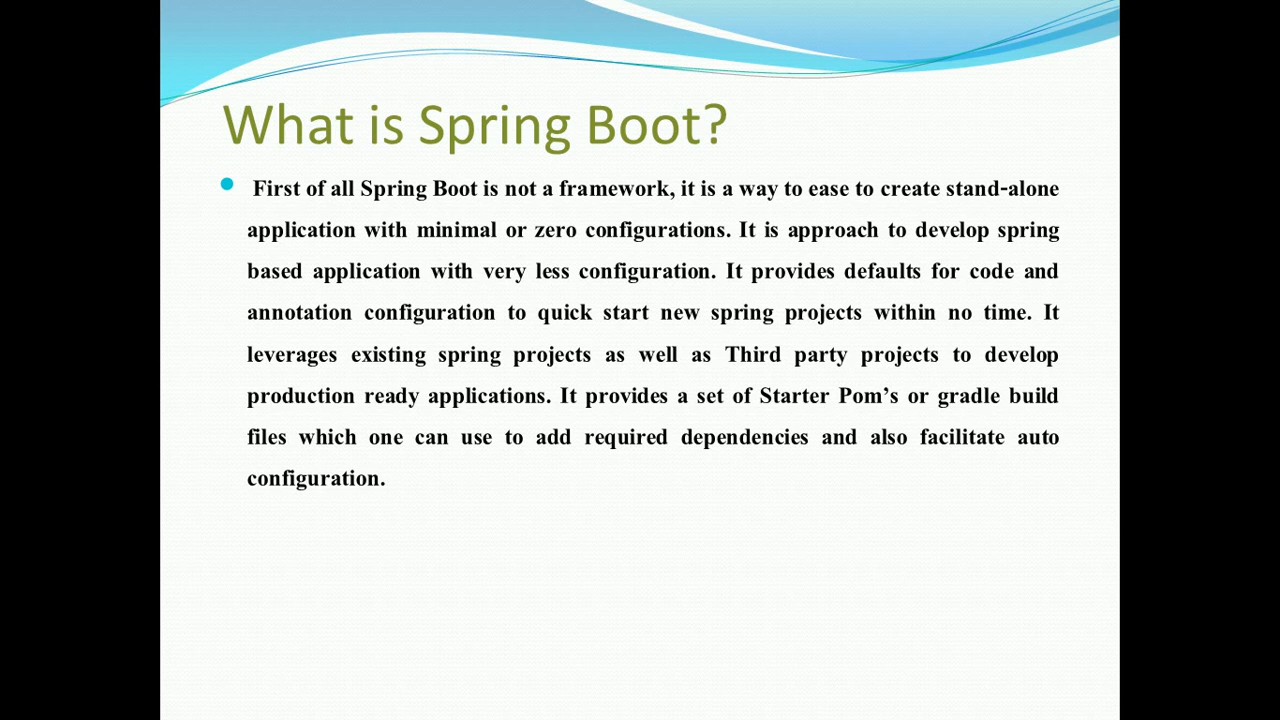 What is Spring Boot?
First of all Spring Boot is not a framework, it is a way to ease to create stand-alone
application with minimal or zero configurations. It is approach to develop spring
based application with very less configuration. It provides defaults for code and
annotation configuration to quick start new spring projects within no time. It
leverages existing spring projects as well as Third party projects to develop
production ready applications. It provides a set of Starter Pom’s or gradle build
files which one can use to add required dependencies and also facilitate auto
configuration.